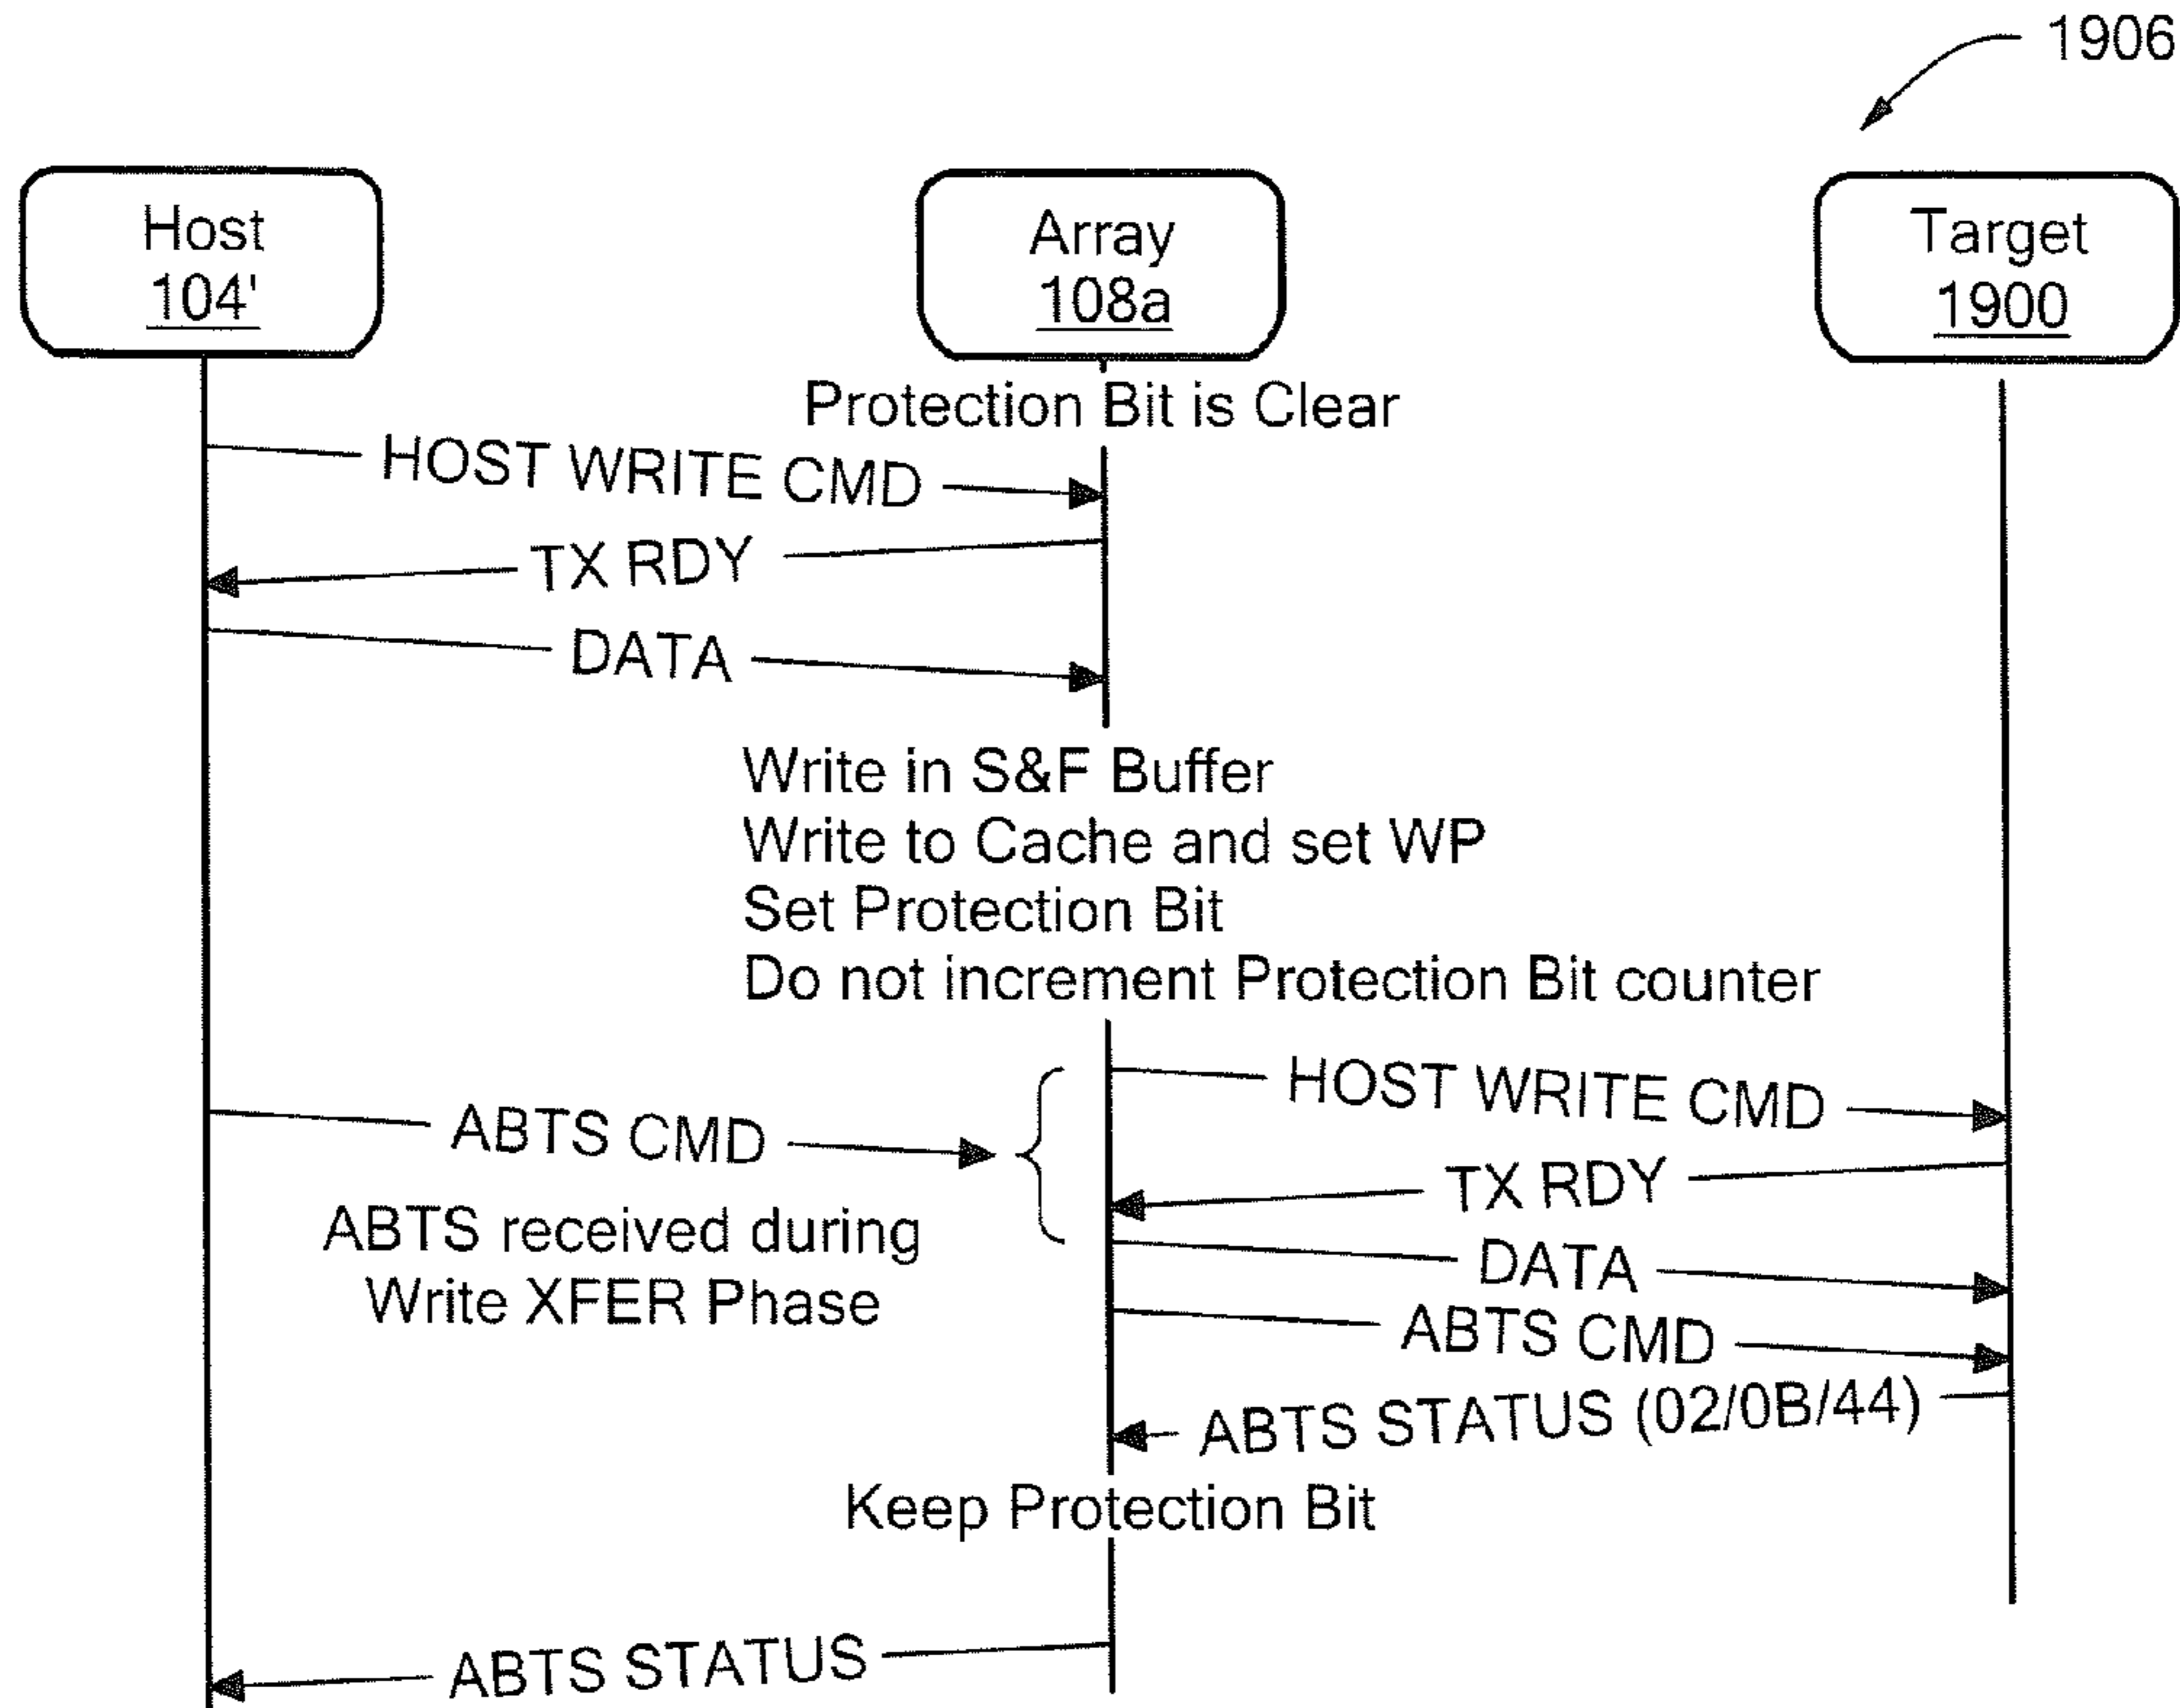 1906
Host
104'
Array
108a
Target
1900
Protection Bit is Clear
HOST WRITE CMD
TX RDY
DATA
Write in S&F Buffer
Write to Cache and set WP
Set Protection Bit
Do not increment Protection Bit counter
HOST WRITE CMD
ABTS CMD
TX RDY
ABTS received during
Write XFER Phase
DATA
ABTS CMD
ABTS STATUS (02/0B/44)
Keep Protection Bit
ABTS STATUS